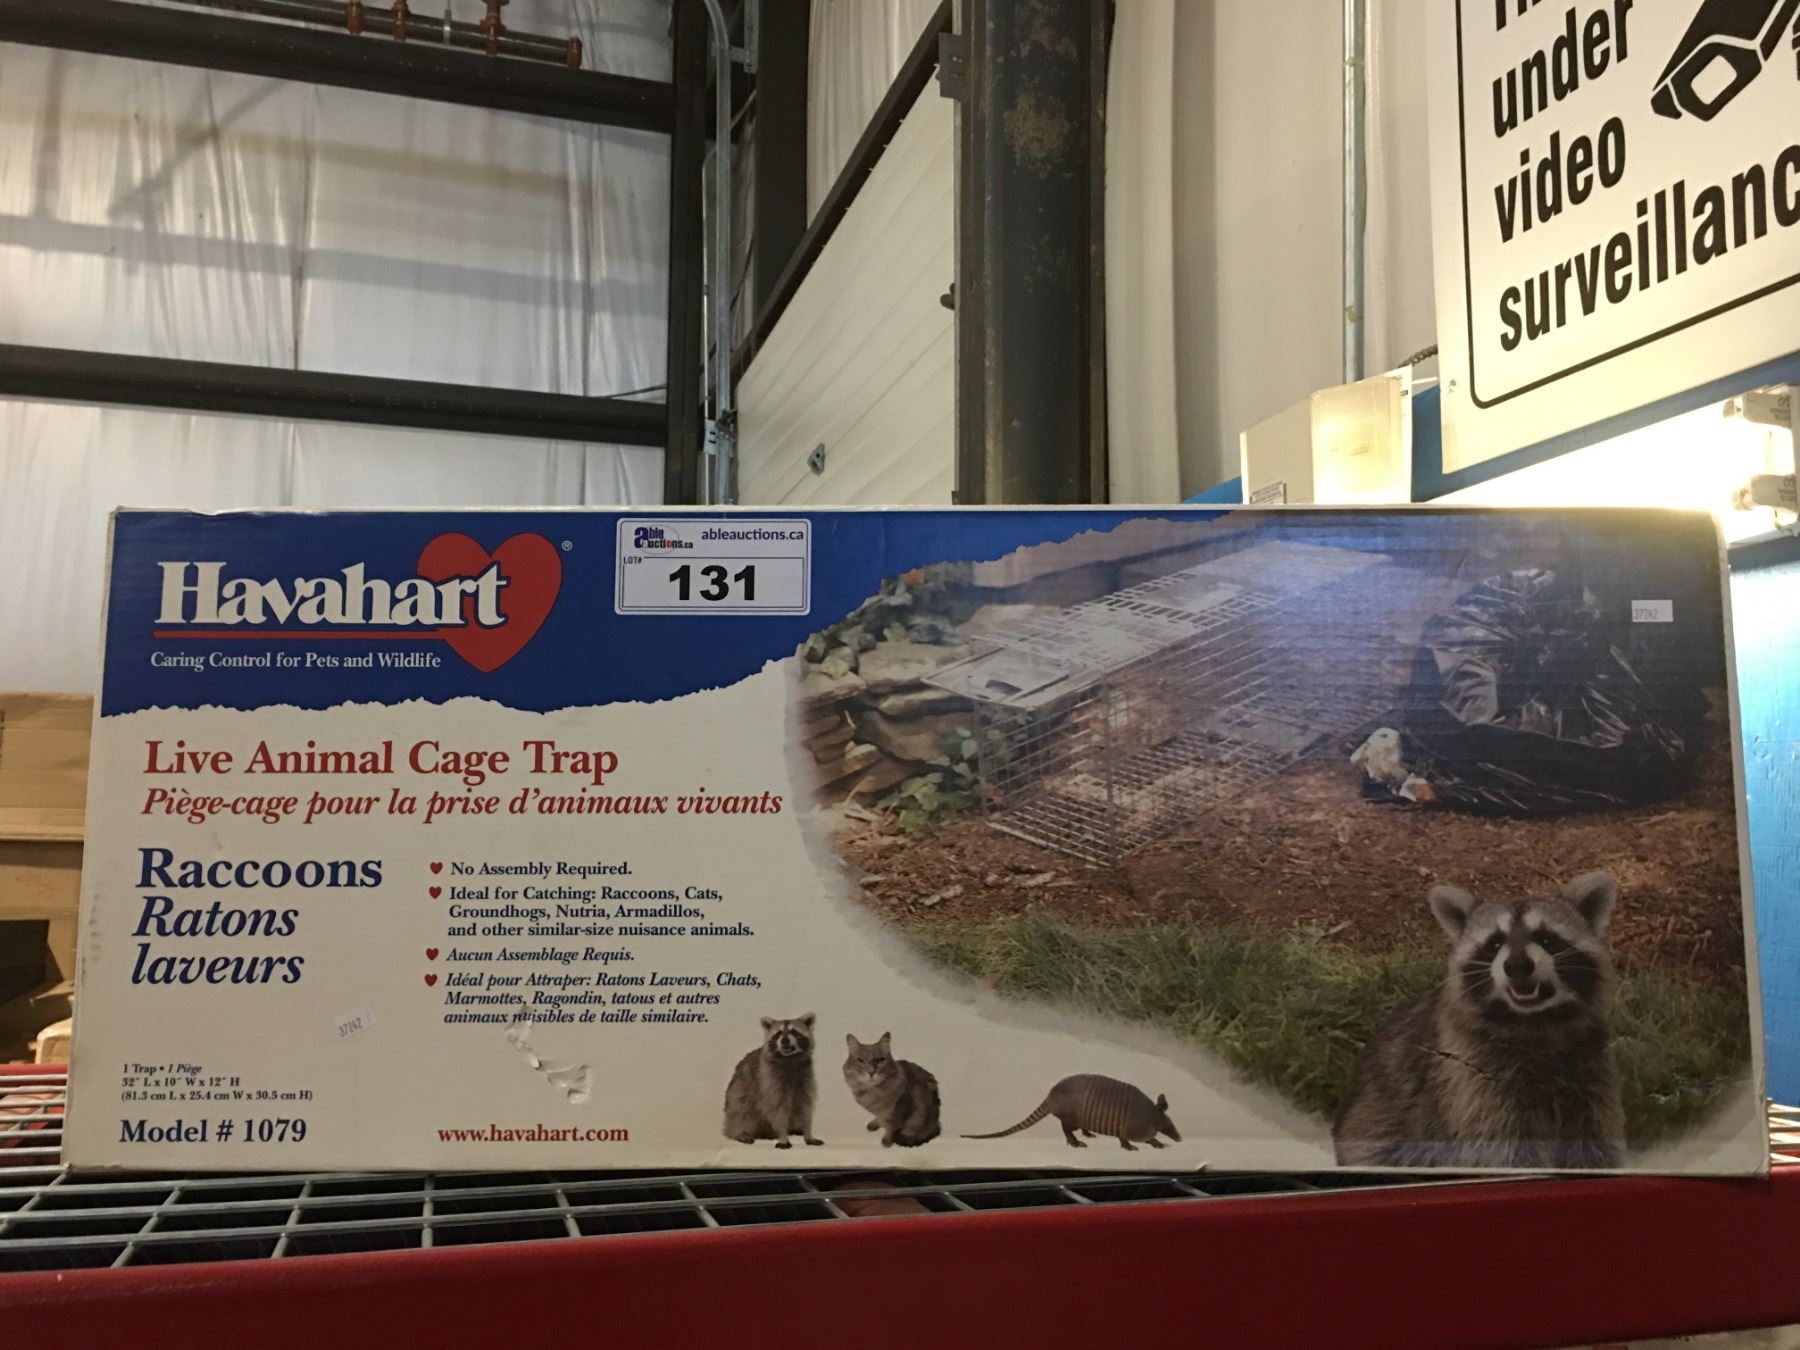 under
video
surveillanc
Havahart®
Caring Control for Pets and Wildlife
able auctions.ca
ableauctions.ca
LOT#
131
37242
Live Animal Cage Trap
Piège-cage pour la prise d'animaux vivants
Raccoons
Ratons
laveurs
No Assembly Required.
Ideal for Catching: Raccoons, Cats,
Groundhogs, Nutria, Armadillos,
and other similar-size nuisance animals.
Aucun Assemblage Requis.
Idéal pour Attraper: Ratons Laveurs, Chats,
Marmottes, Ragondin, tatous et autres
animaux nuisibles de taille similaire.
37242
1 Trap • 1 Piège
32" L x 10" W x 12" H
(81.3 cm L x 25.4 cm W x 30.5 cm H)
Model # 1079
www.havahart.com